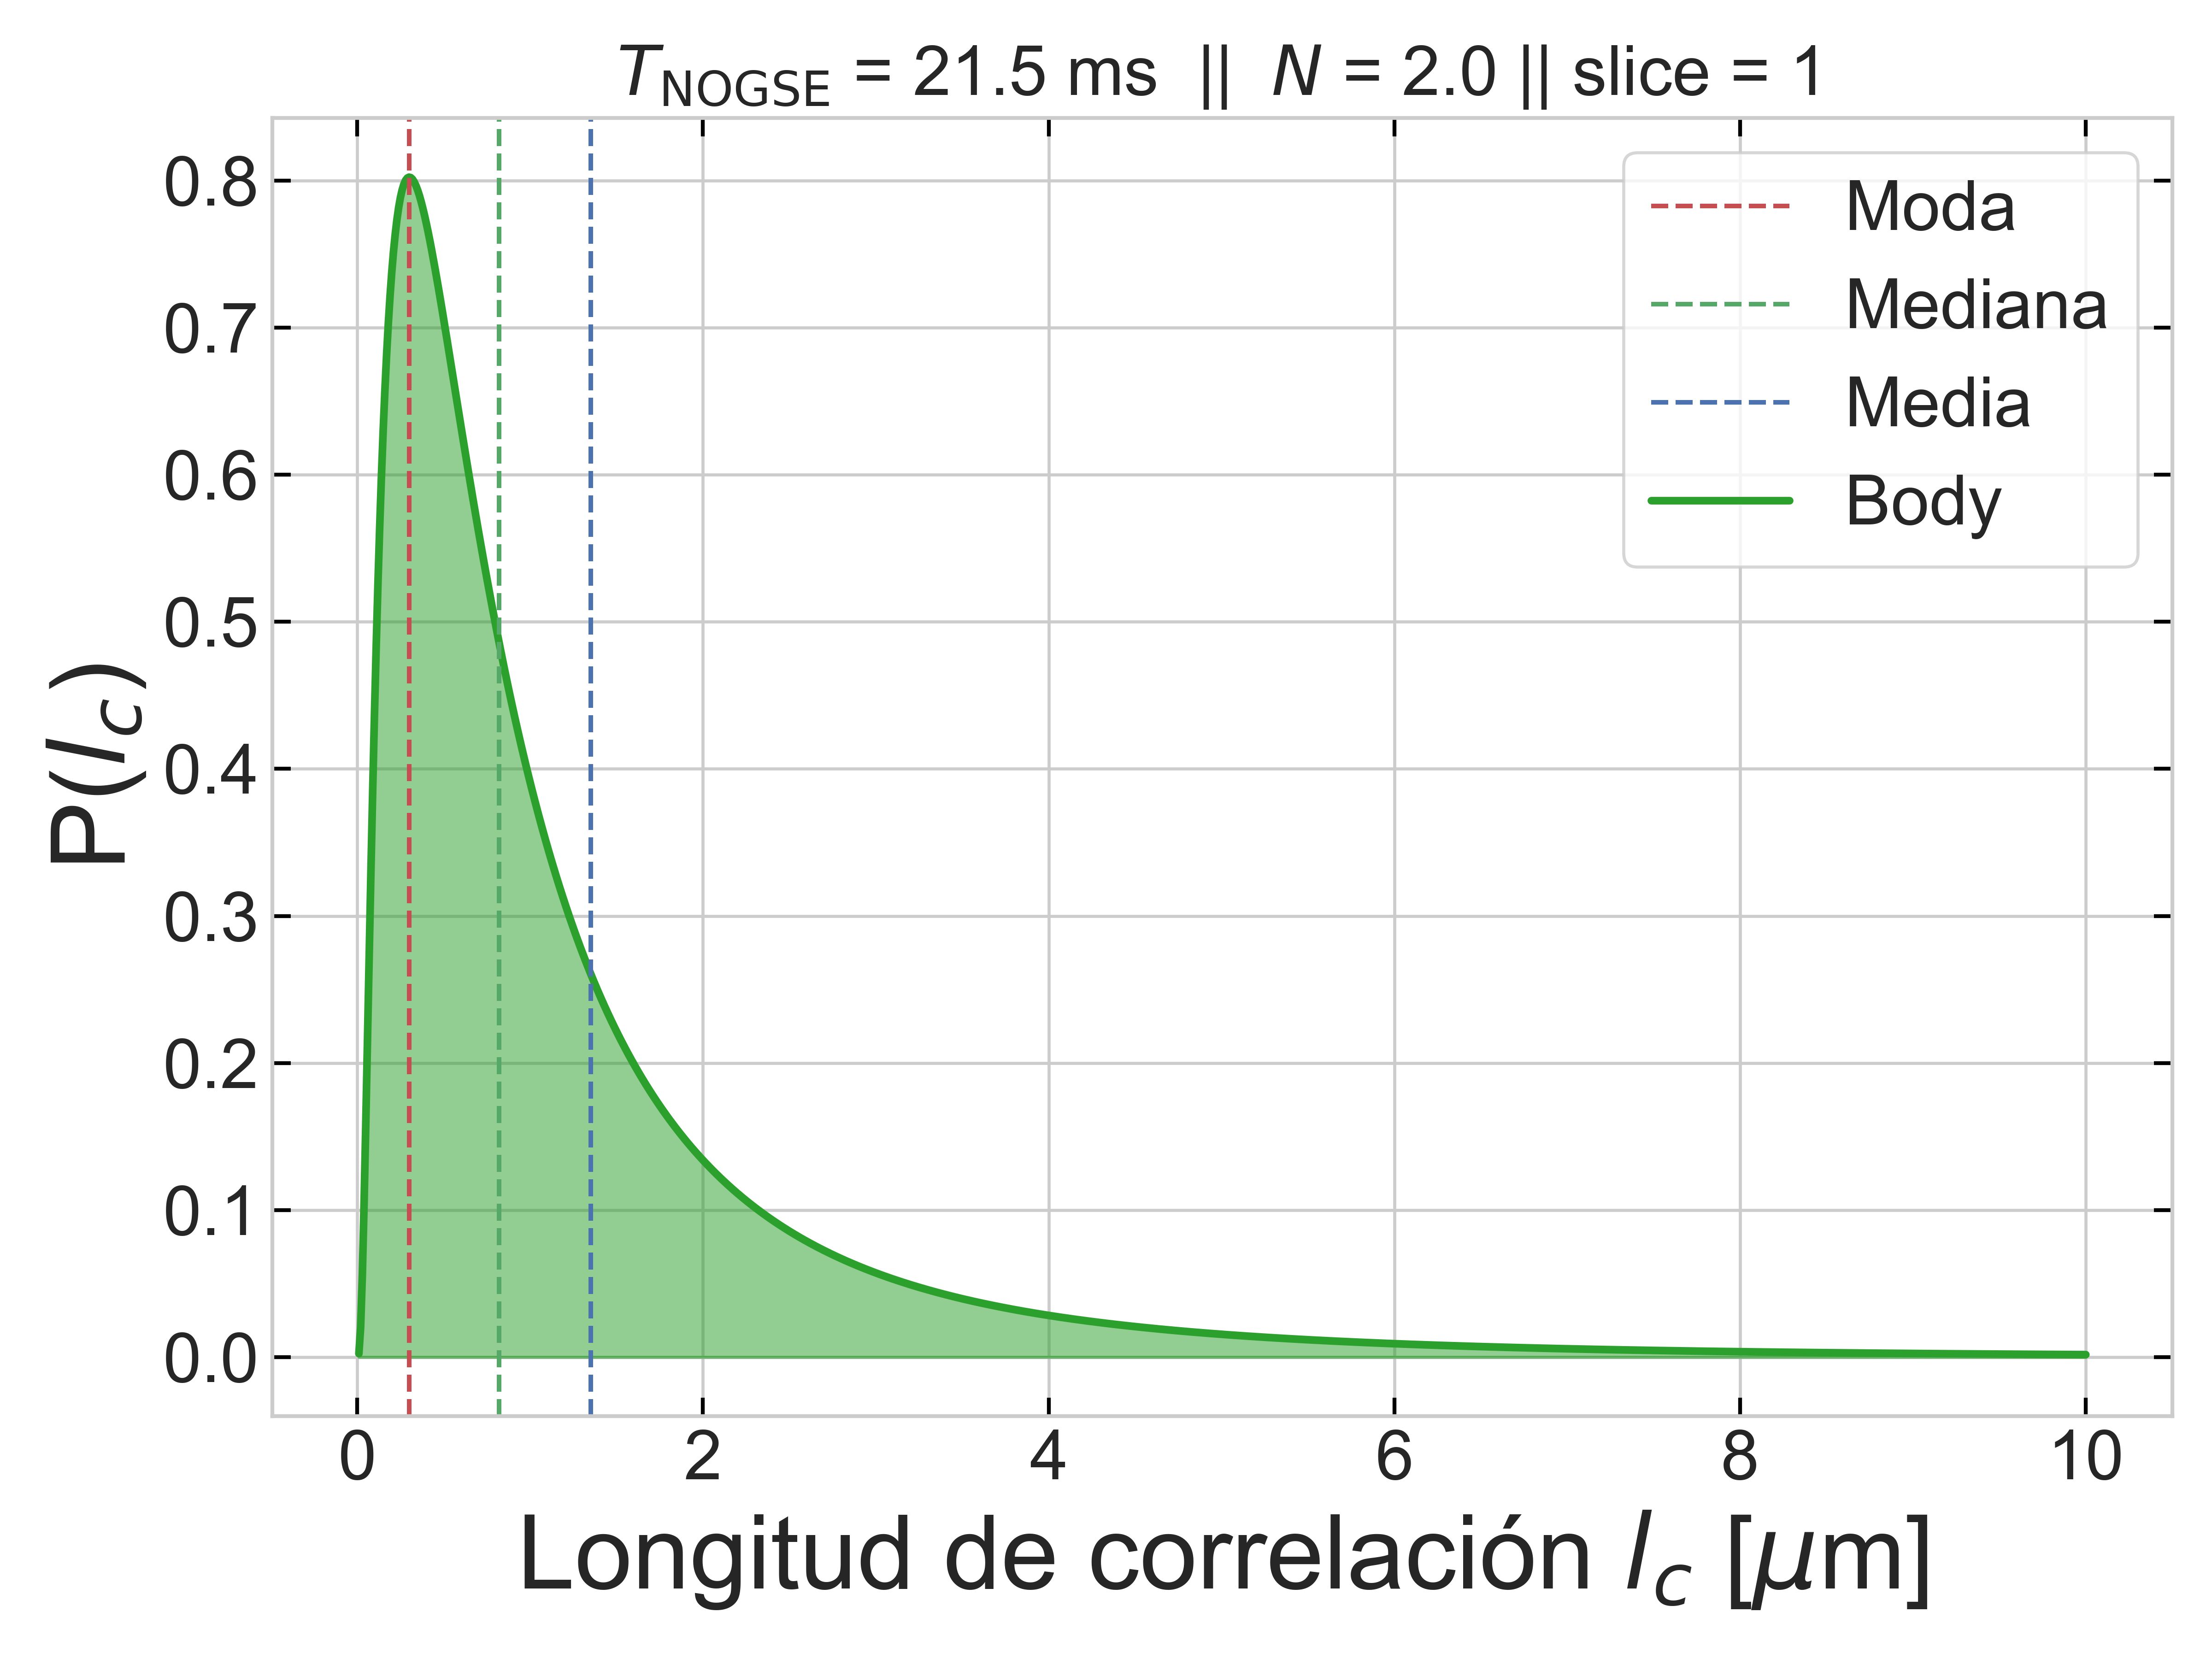 T_NOGSE = 21.5 ms || N = 2.0 || slice = 1
Moda
Mediana
Media
Body
P(l_c)
0.8
0.7
0.6
0.5
0.4
0.3
0.2
0.1
0.0
0 2 4 6 8 10
Longitud de correlación l_c [μm]